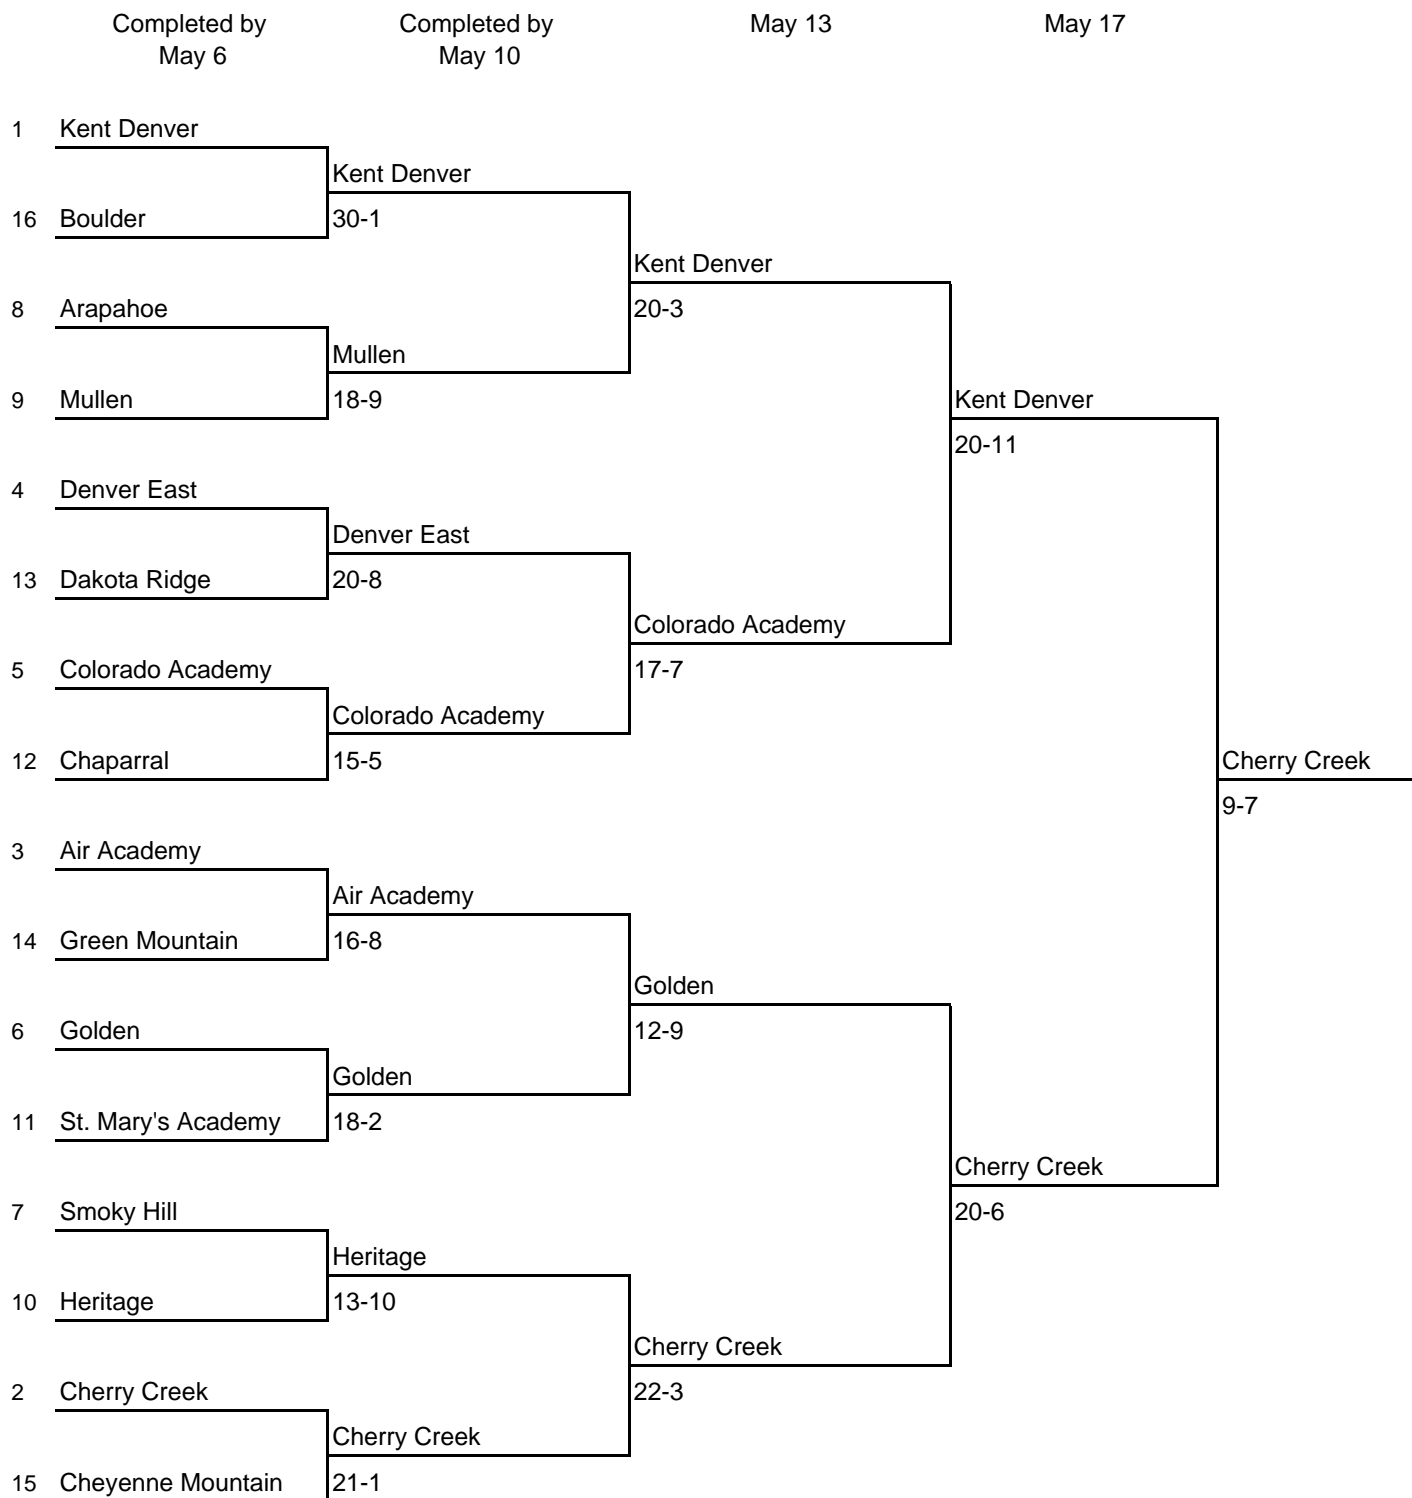 Completed by
May 6
Completed by
May 10
May 13
May 17
1 Kent Denver
Kent Denver
16 Boulder
30-1
Kent Denver
8 Arapahoe
20-3
Mullen
9 Mullen
18-9
Kent Denver
20-11
4 Denver East
Denver East
13 Dakota Ridge
20-8
Colorado Academy
5 Colorado Academy
17-7
Colorado Academy
12 Chaparral
15-5
Cherry Creek
9-7
3 Air Academy
Air Academy
14 Green Mountain
16-8
Golden
6 Golden
12-9
Golden
11 St. Mary's Academy
18-2
Cherry Creek
7 Smoky Hill
20-6
Heritage
10 Heritage
13-10
Cherry Creek
2 Cherry Creek
22-3
Cherry Creek
15 Cheyenne Mountain
21-1